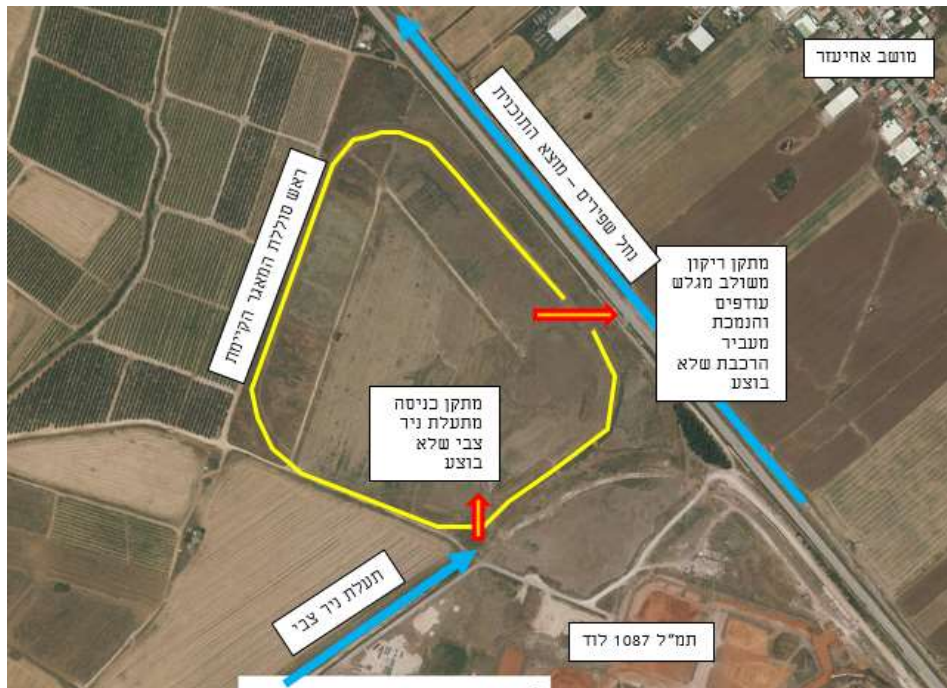 מושב אחיעזר
נחל שפירים – מוצא התוכנית
ראש סוללת המאגר הקיימת
מתקן ריקון
משולב מגלש
עודפים
והנמכת
מעביר
הרכבת שלא
בוצע
מתקן כניסה
מתעלת ניר
צבי שלא
בוצע
תעלת ניר צבי
תמ"ל 1087 לוד